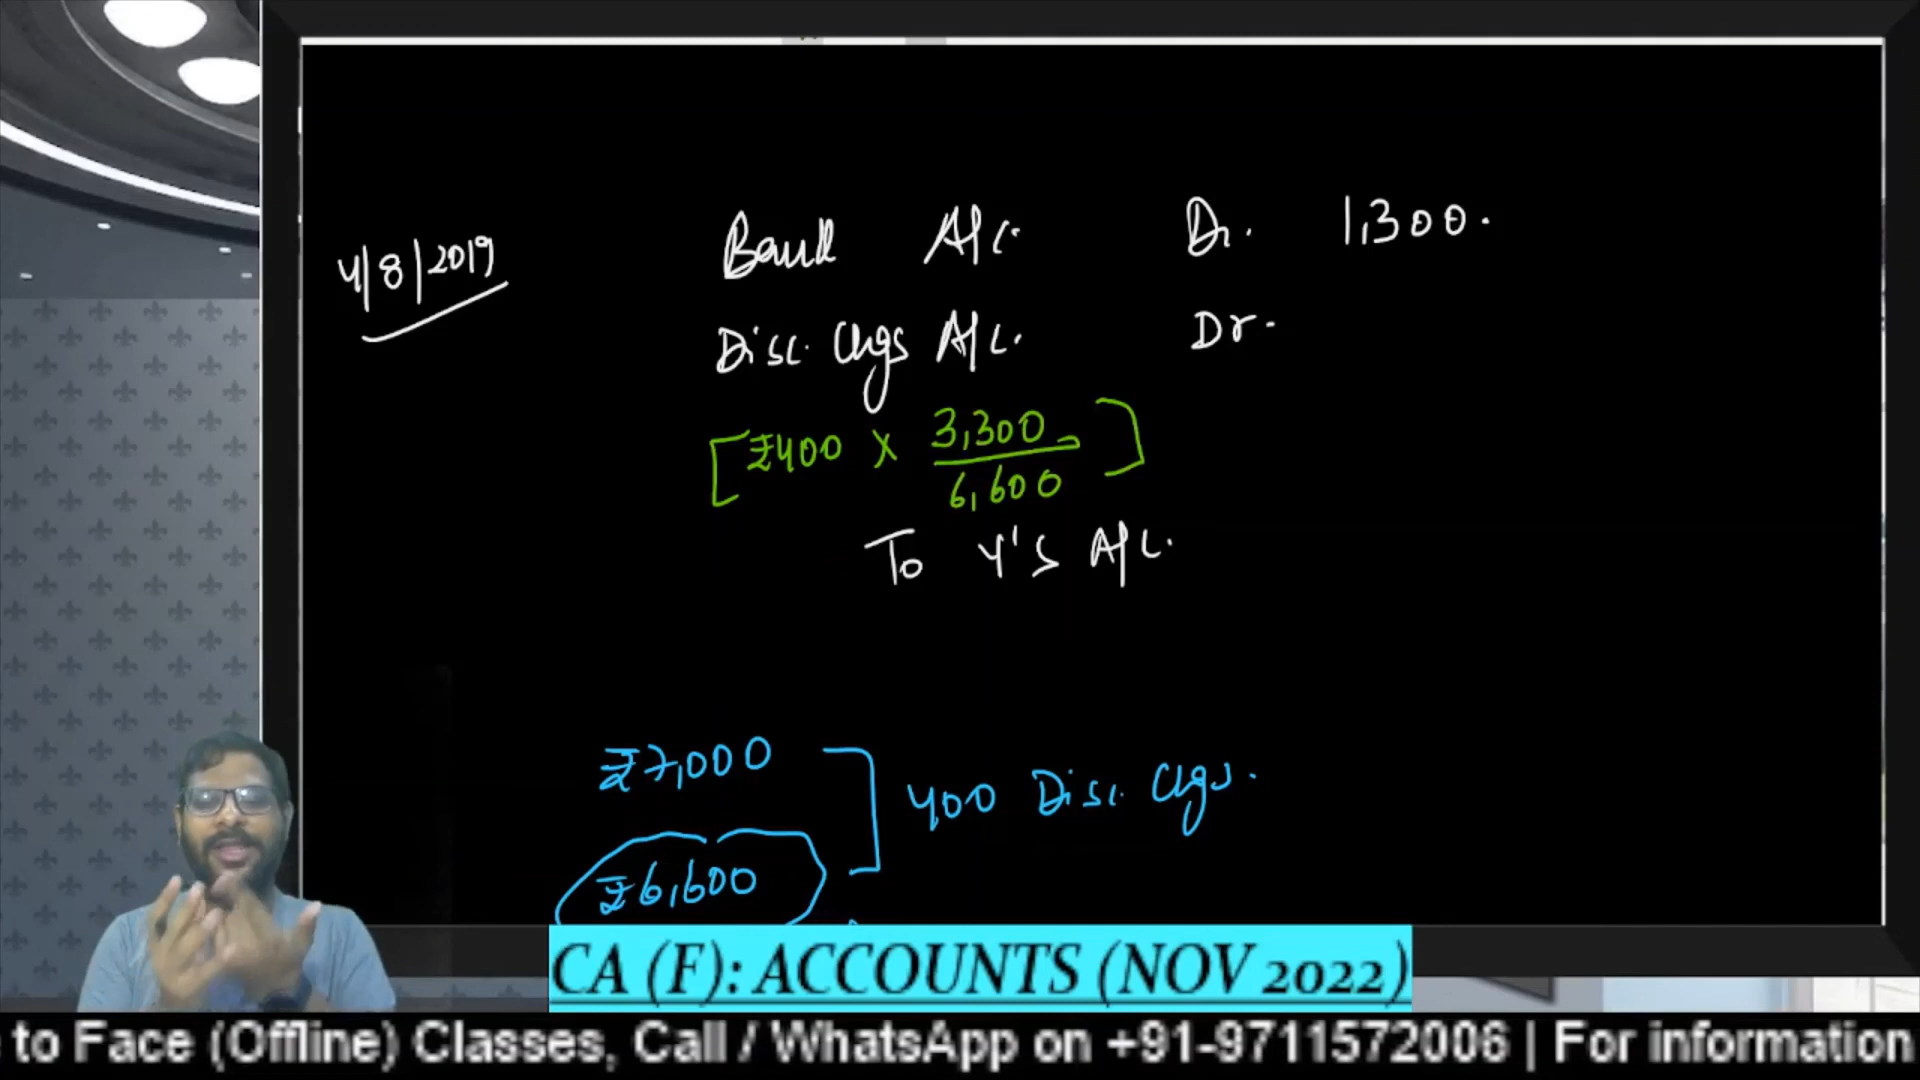 4/8/2019
Bank A/c. Dr. 1,300.
Disc. Chgs A/c. Dr.
[₹400 x 3,300 / 6,600]
To Y's A/c.
₹7,000
400 Disc. Chgs.
₹6,600
CA (F): ACCOUNTS (NOV 2022)
to Face (Offline) Classes, Call / WhatsApp on +91-9711572006 | For information